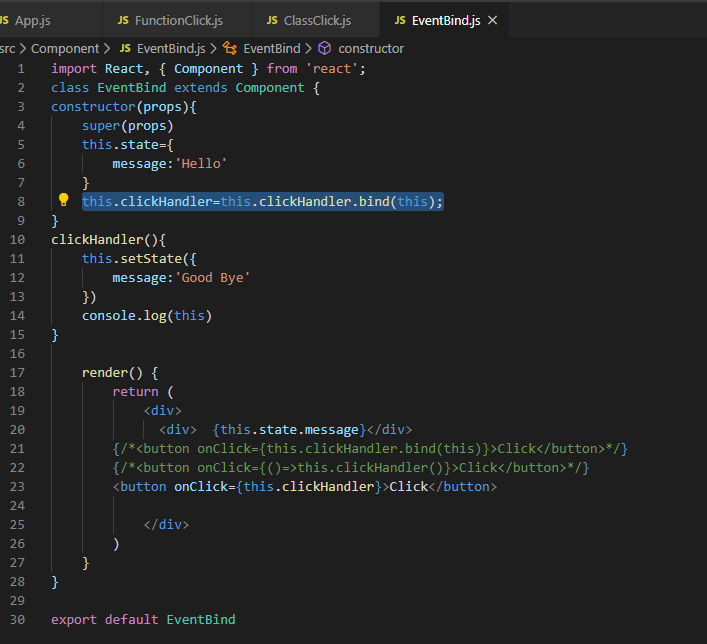 JS App.js JS FunctionClick.js JS ClassClick.js JS EventBind.js ×
src > Component > JS EventBind.js > EventBind > constructor
1 import React, { Component } from 'react';
2 class EventBind extends Component {
3 constructor(props){
4 super(props)
5 this.state={
6 message:'Hello'
7 }
8 this.clickHandler=this.clickHandler.bind(this);
9 }
10 clickHandler(){
11 this.setState({
12 message:'Good Bye'
13 })
14 console.log(this)
15 }
16
17 render() {
18 return (
19 <div>
20 <div> {this.state.message}</div>
21 {/*<button onClick={this.clickHandler.bind(this)}>Click</button>*/}
22 {/*<button onClick={()=>this.clickHandler()}>Click</button>*/}
23 <button onClick={this.clickHandler}>Click</button>
24
25 </div>
26 )
27 }
28 }
29
30 export default EventBind